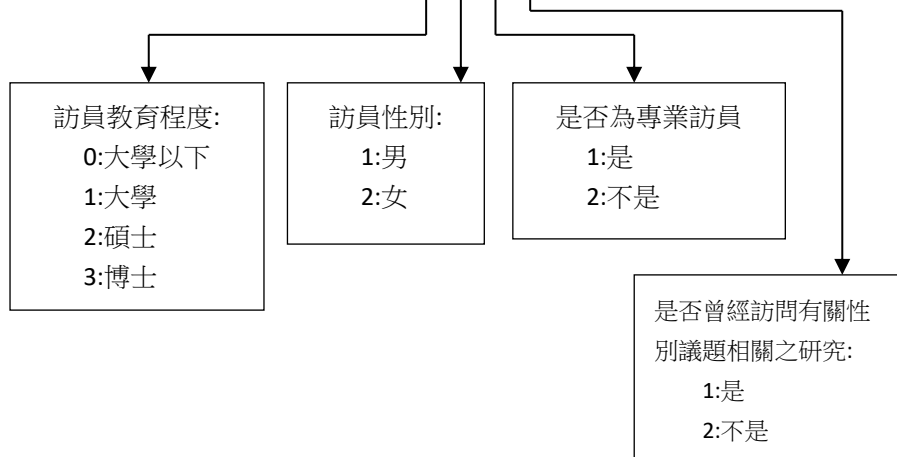 訪員教育程度:
0:大學以下
1:大學
2:碩士
3:博士
訪員性別:
1:男
2:女
是否為專業訪員
1:是
2:不是
是否曾經訪問有關性
別議題相關之研究:
1:是
2:不是